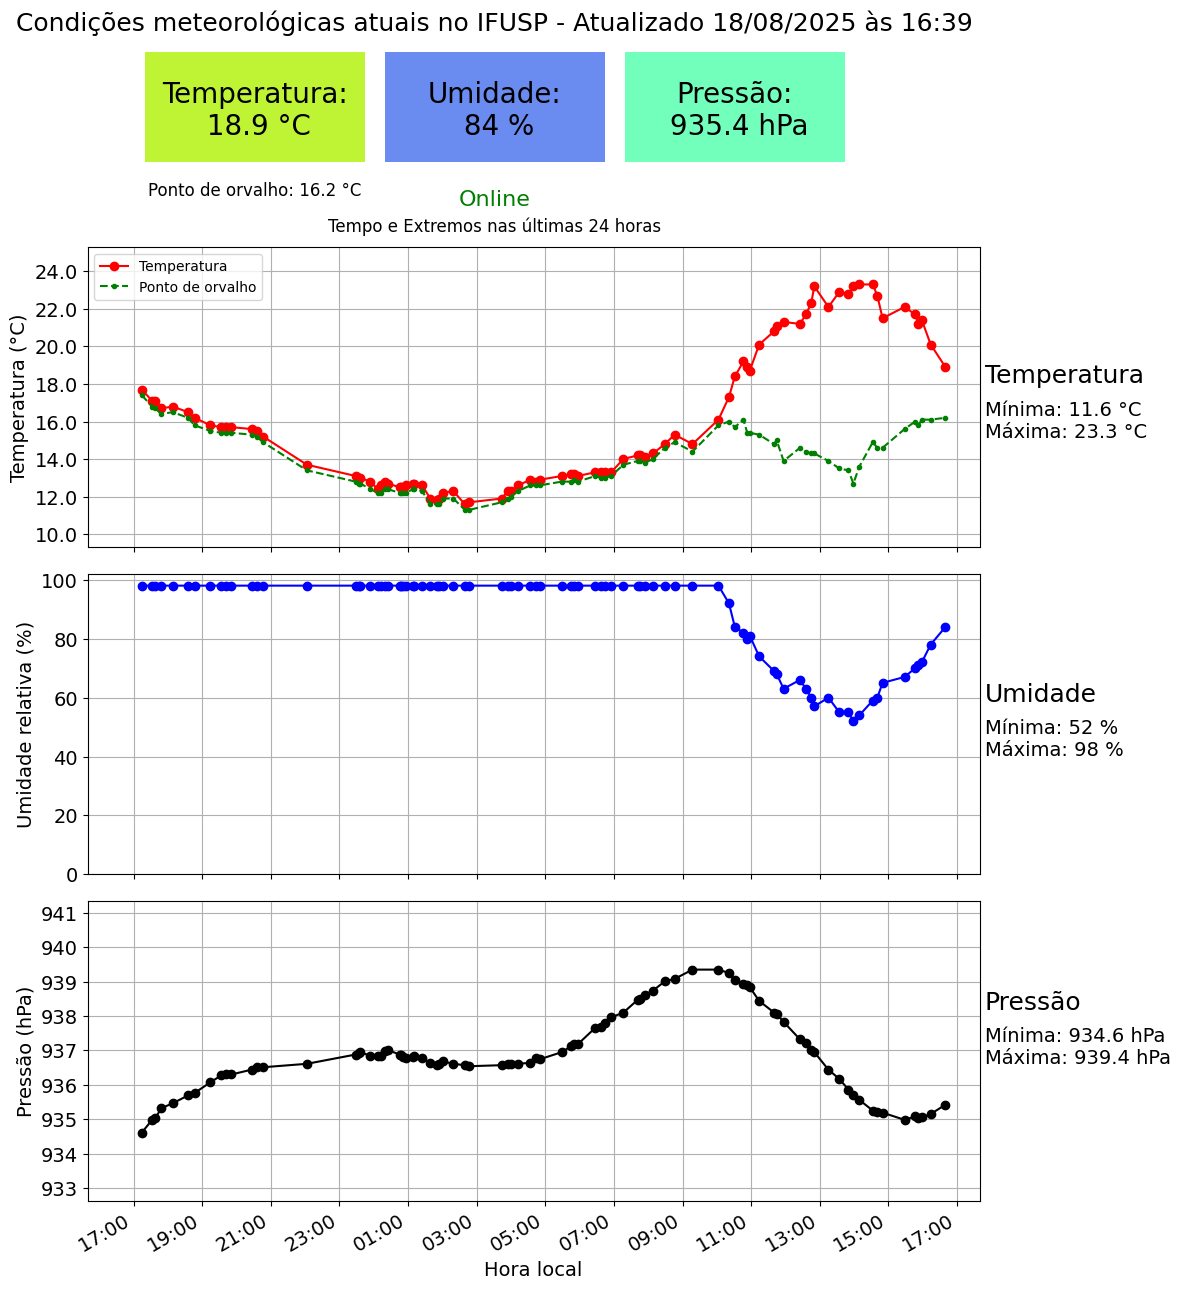 Condições meteorológicas atuais no IFUSP - Atualizado 18/08/2025 às 16:39
Temperatura:
18.9 °C
Umidade:
84 %
Pressão:
935.4 hPa
Ponto de orvalho: 16.2 °C
Online
Tempo e Extremos nas últimas 24 horas
Temperatura (°C)
24.0
22.0
20.0
18.0
16.0
14.0
12.0
10.0
Temperatura
Ponto de orvalho
Temperatura
Mínima: 11.6 °C
Máxima: 23.3 °C
Umidade relativa (%)
100
80
60
40
20
0
Umidade
Mínima: 52 %
Máxima: 98 %
Pressão (hPa)
941
940
939
938
937
936
935
934
933
Pressão
Mínima: 934.6 hPa
Máxima: 939.4 hPa
17:00 19:00 21:00 23:00 01:00 03:00 05:00 07:00 09:00 11:00 13:00 15:00 17:00
Hora local